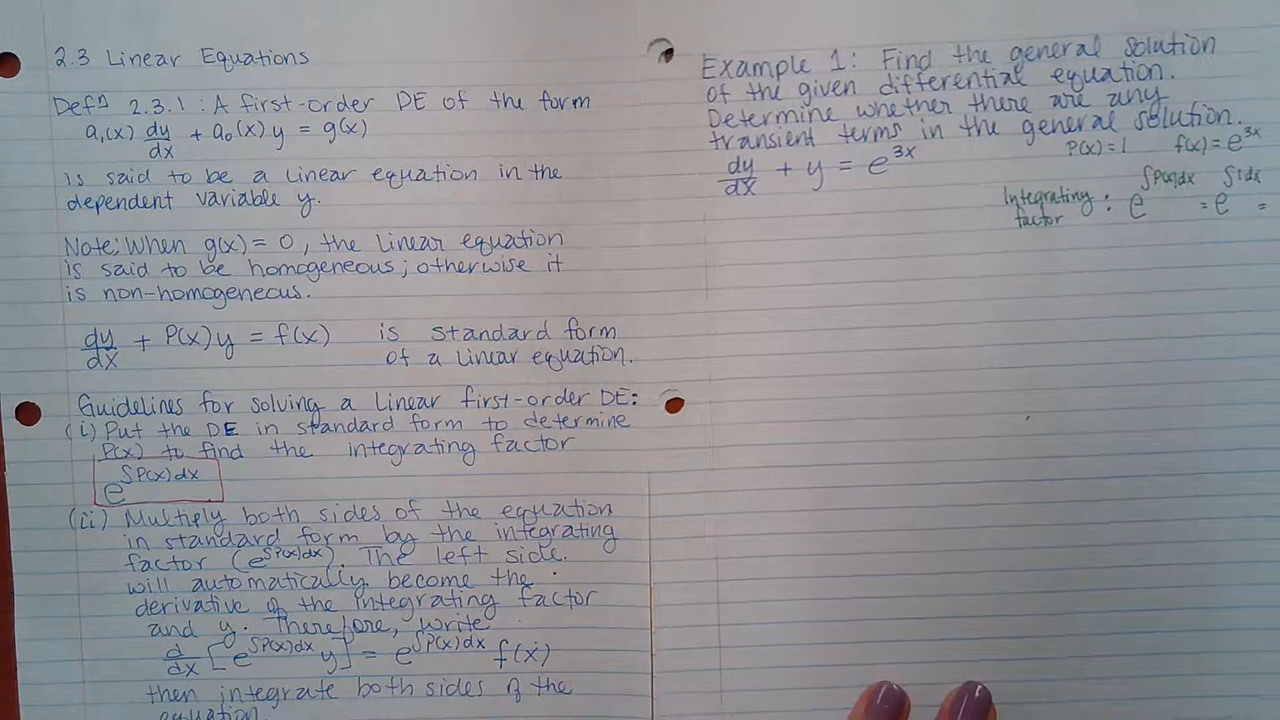 2.3 Linear Equations
Defⁿ 2.3.1 : A first-order DE of the form
a₁(x) dy/dx + a₀(x) y = g(x)
is said to be a linear equation in the
dependent variable y.
Note: When g(x) = 0, the linear equation
is said to be homogeneous; otherwise it
is non-homogeneous.
dy/dx + P(x)y = f(x) is standard form
of a linear equation.
Guidelines for solving a linear first-order DE:
(i) Put the DE in standard form to determine
P(x) to find the integrating factor
e^∫P(x)dx
(ii) Multiply both sides of the equation
in standard form by the integrating
factor (e^∫P(x)dx). The left side
will automatically become the
derivative of the integrating factor
and y. Therefore, write
d/dx [e^∫P(x)dx y] = e^∫P(x)dx f(x)
then integrate both sides of the
equation.
Example 1: Find the general solution
of the given differential equation.
Determine whether there are any
transient terms in the general solution.
P(x)=1 f(x)=e^3x
dy/dx + y = e^3x
Integrating factor : e^∫P(x)dx = e^∫1dx =